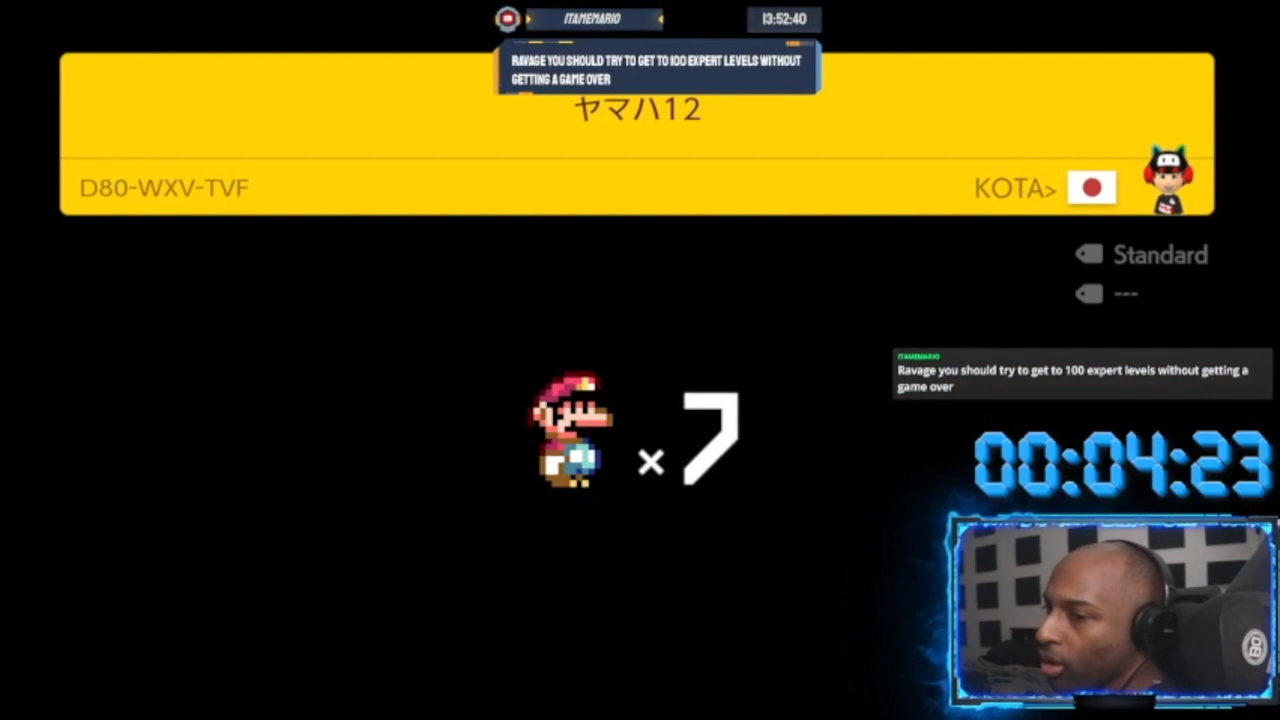 ITAMEMARIO
13:52:40
RAVAGE YOU SHOULD TRY TO GET TO 100 EXPERT LEVELS WITHOUT
GETTING A GAME OVER
ヤマハ12
D80-WXV-TVF
KOTA>
Standard
---
ITAMEMARIO
Ravage you should try to get to 100 expert levels without getting a
game over
× 7
00:04:23